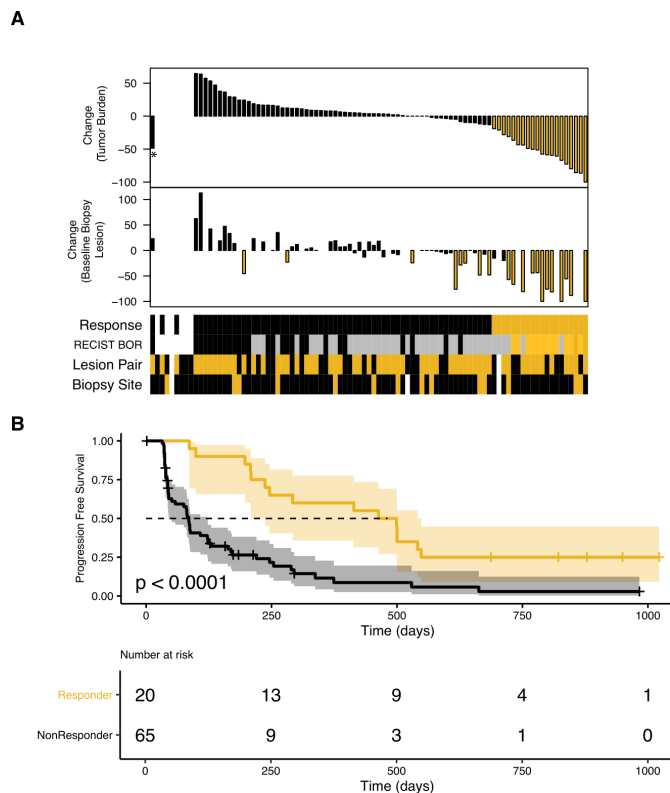 A
Change
(Tumor Burden)
50
0
−50
−100
*
Change
(Baseline Biopsy
Lesion)
100
50
0
−50
−100
Response
RECIST BOR
Lesion Pair
Biopsy Site
B
Progression Free Survival
1.00
0.75
0.50
0.25
0.00
p < 0.0001
0
250
500
750
1000
Time (days)
Number at risk
Responder
20
13
9
4
1
NonResponder
65
9
3
1
0
0
250
500
750
1000
Time (days)